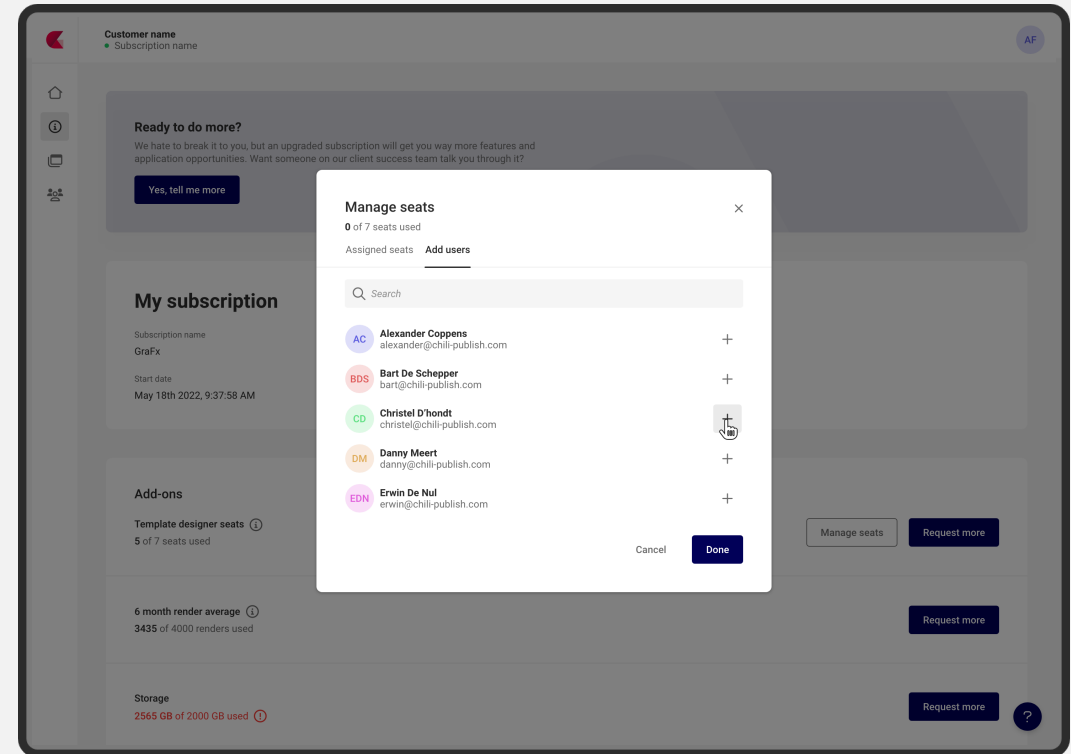 Customer name
Subscription name
AF
Ready to do more?
We hate to break it to you, but an upgraded subscription will get you way more features and
application opportunities. Want someone on our client success team talk you through it?
Yes, tell me more
Manage seats
0 of 7 seats used
Assigned seats Add users
Search
AC
Alexander Coppens
alexander@chili-publish.com
BDS
Bart De Schepper
bart@chili-publish.com
CD
Christel D'hondt
christel@chili-publish.com
DM
Danny Meert
danny@chili-publish.com
EDN
Erwin De Nul
erwin@chili-publish.com
Cancel Done
My subscription
Subscription name
GraFx
Start date
May 18th 2022, 9:37:58 AM
Add-ons
Template designer seats
5 of 7 seats used
Manage seats Request more
6 month render average
3435 of 4000 renders used
Request more
Storage
2565 GB of 2000 GB used
Request more
?